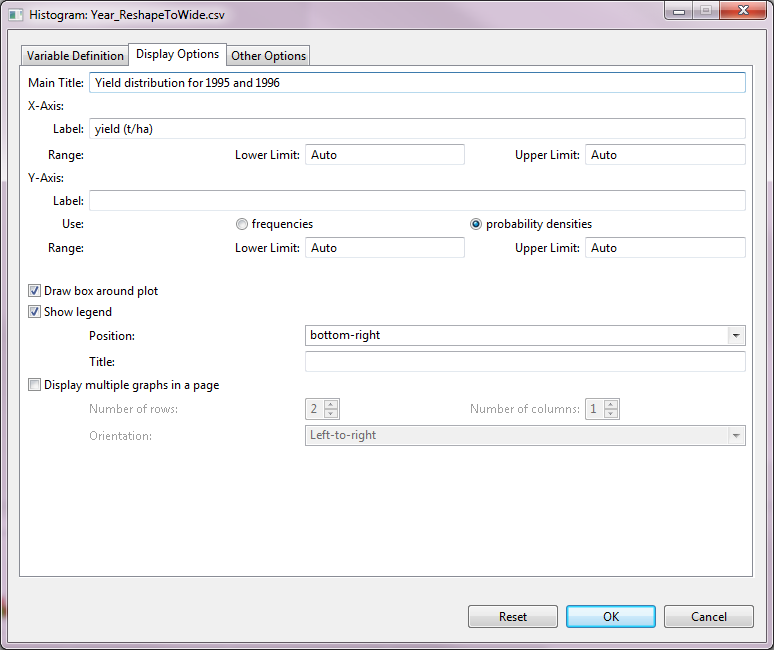 Histogram: Year_ReshapeToWide.csv
Variable Definition Display Options Other Options
Main Title: Yield distribution for 1995 and 1996
X-Axis:
Label: yield (t/ha)
Range: Lower Limit: Auto Upper Limit: Auto
Y-Axis:
Label:
Use: frequencies probability densities
Range: Lower Limit: Auto Upper Limit: Auto
Draw box around plot
Show legend
Position: bottom-right
Title:
Display multiple graphs in a page
Number of rows: 2 Number of columns: 1
Orientation: Left-to-right
Reset OK Cancel